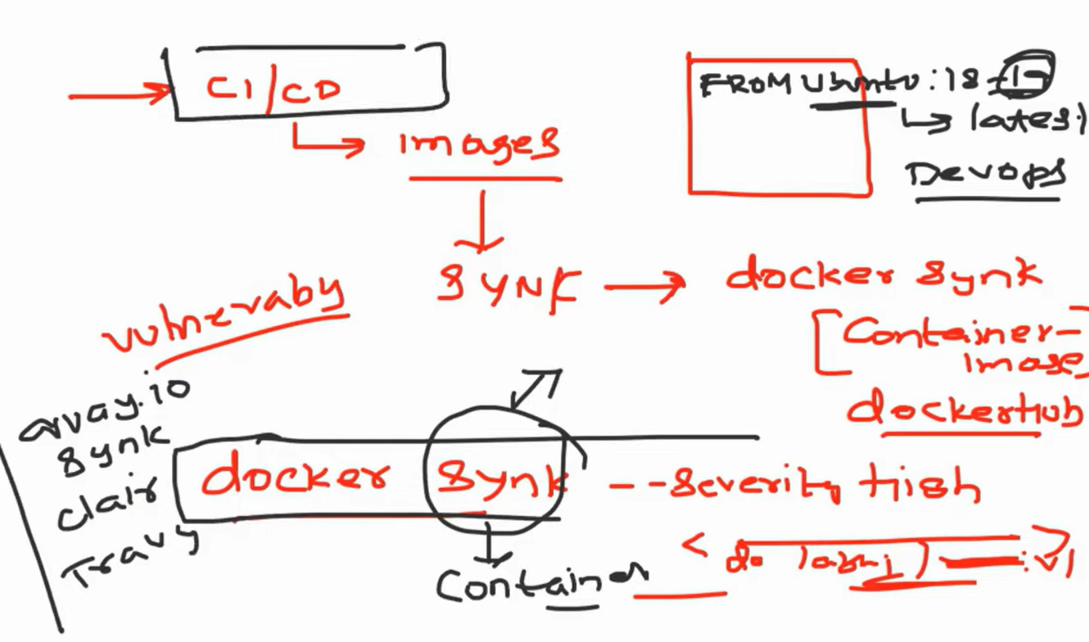 CI/CD
images
SYNK → docker synk
[Container-
image
dockerHub
FROM Ubuntu:18
↳ latest
Devops
vulneraby
array.io
synk
clair
Travy
docker synk --severity High
Container
:v1